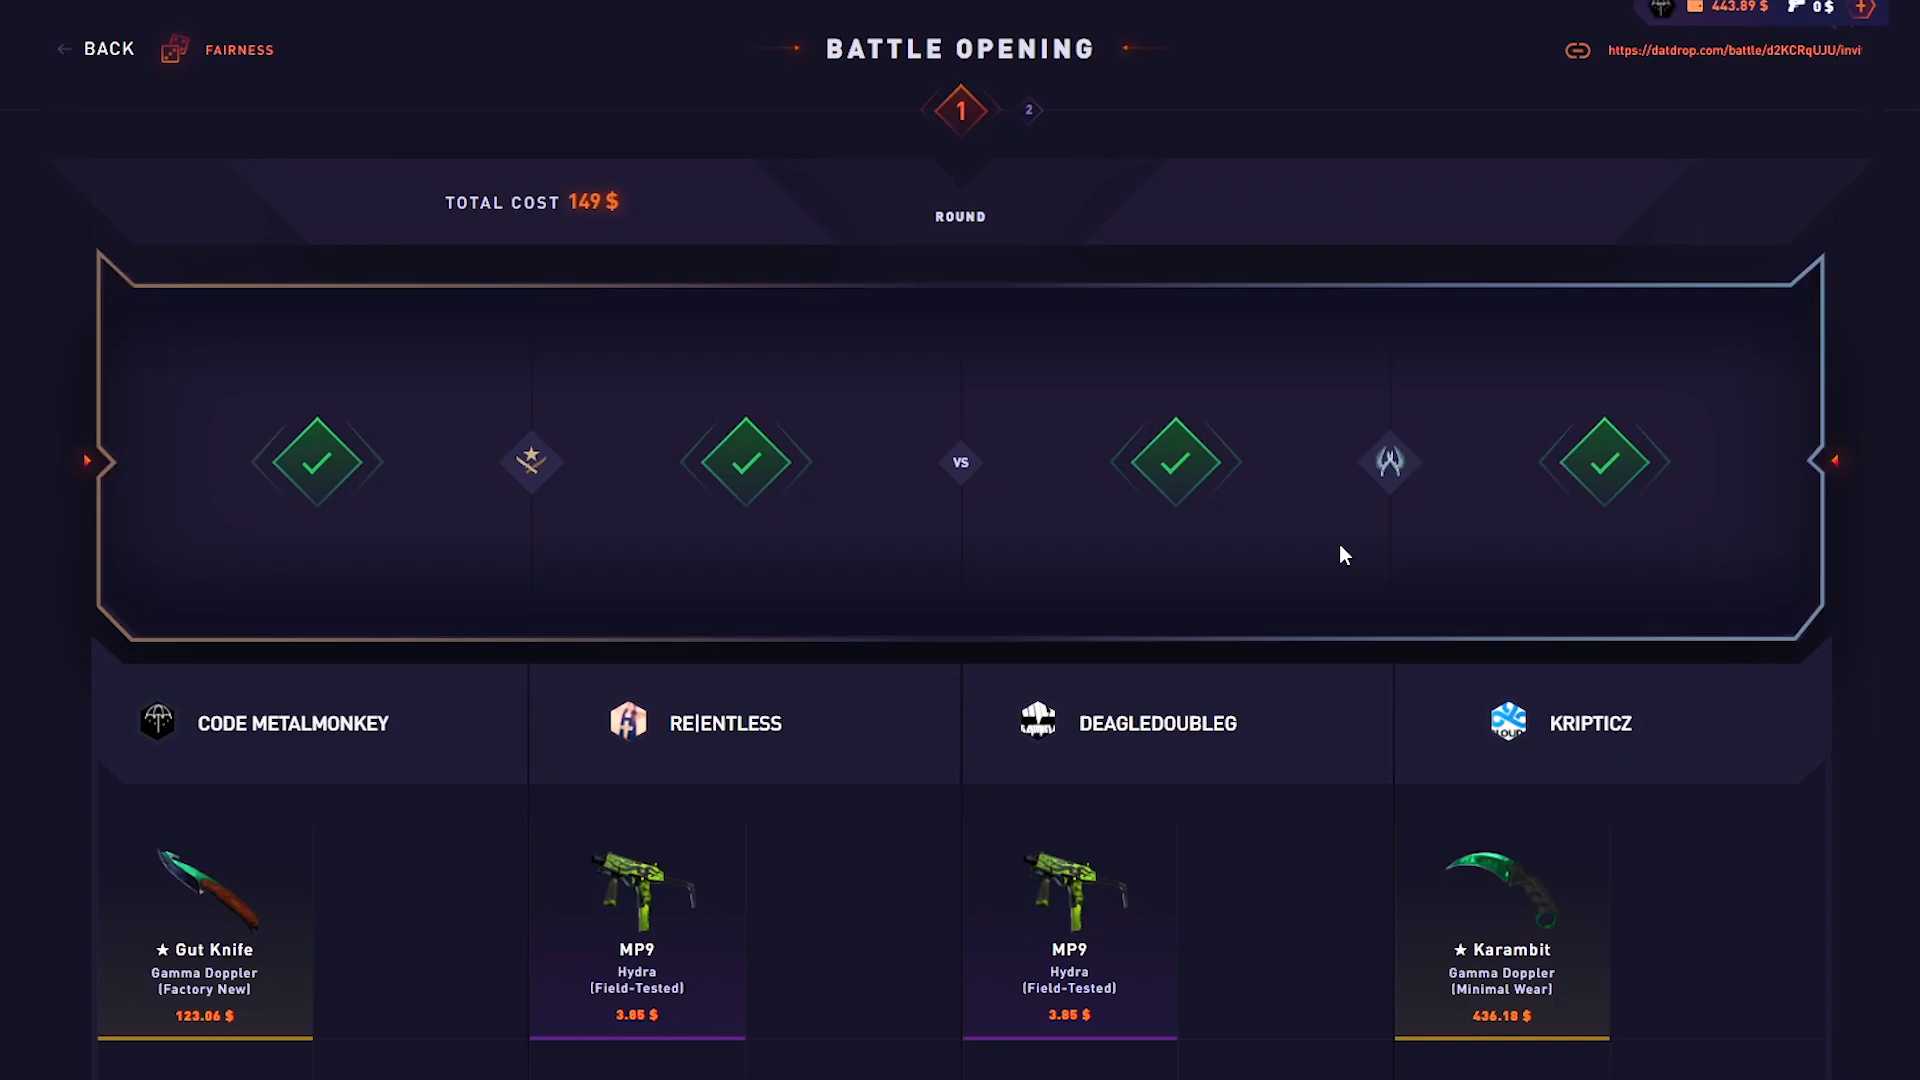 443.89 $ 0 $
← BACK FAIRNESS
BATTLE OPENING
https://datdrop.com/battle/d2KCRqUJU/invi
1 2
TOTAL COST 149 $
ROUND
VS
CODE METALMONKEY
RE|ENTLESS
DEAGLEDOUBLEG
KRIPTICZ
★ Gut Knife
Gamma Doppler
(Factory New)
123.06 $
MP9
Hydra
(Field-Tested)
3.85 $
MP9
Hydra
(Field-Tested)
3.85 $
★ Karambit
Gamma Doppler
(Minimal Wear)
436.18 $